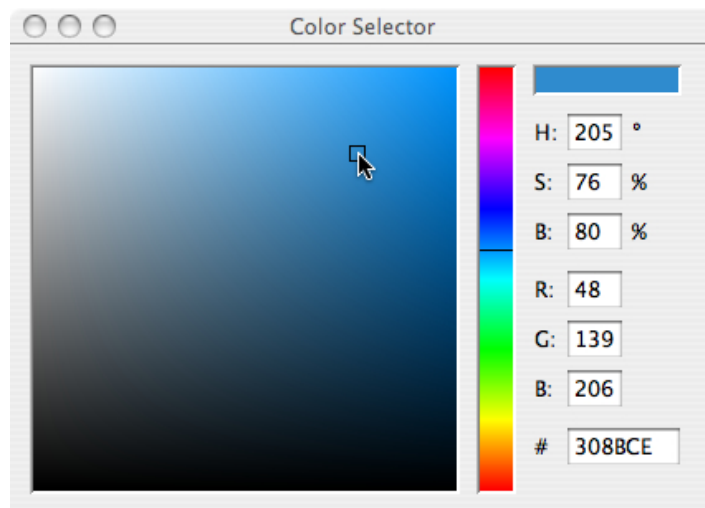 Color Selector
H: 205 °
S: 76 %
B: 80 %
R: 48
G: 139
B: 206
# 308BCE